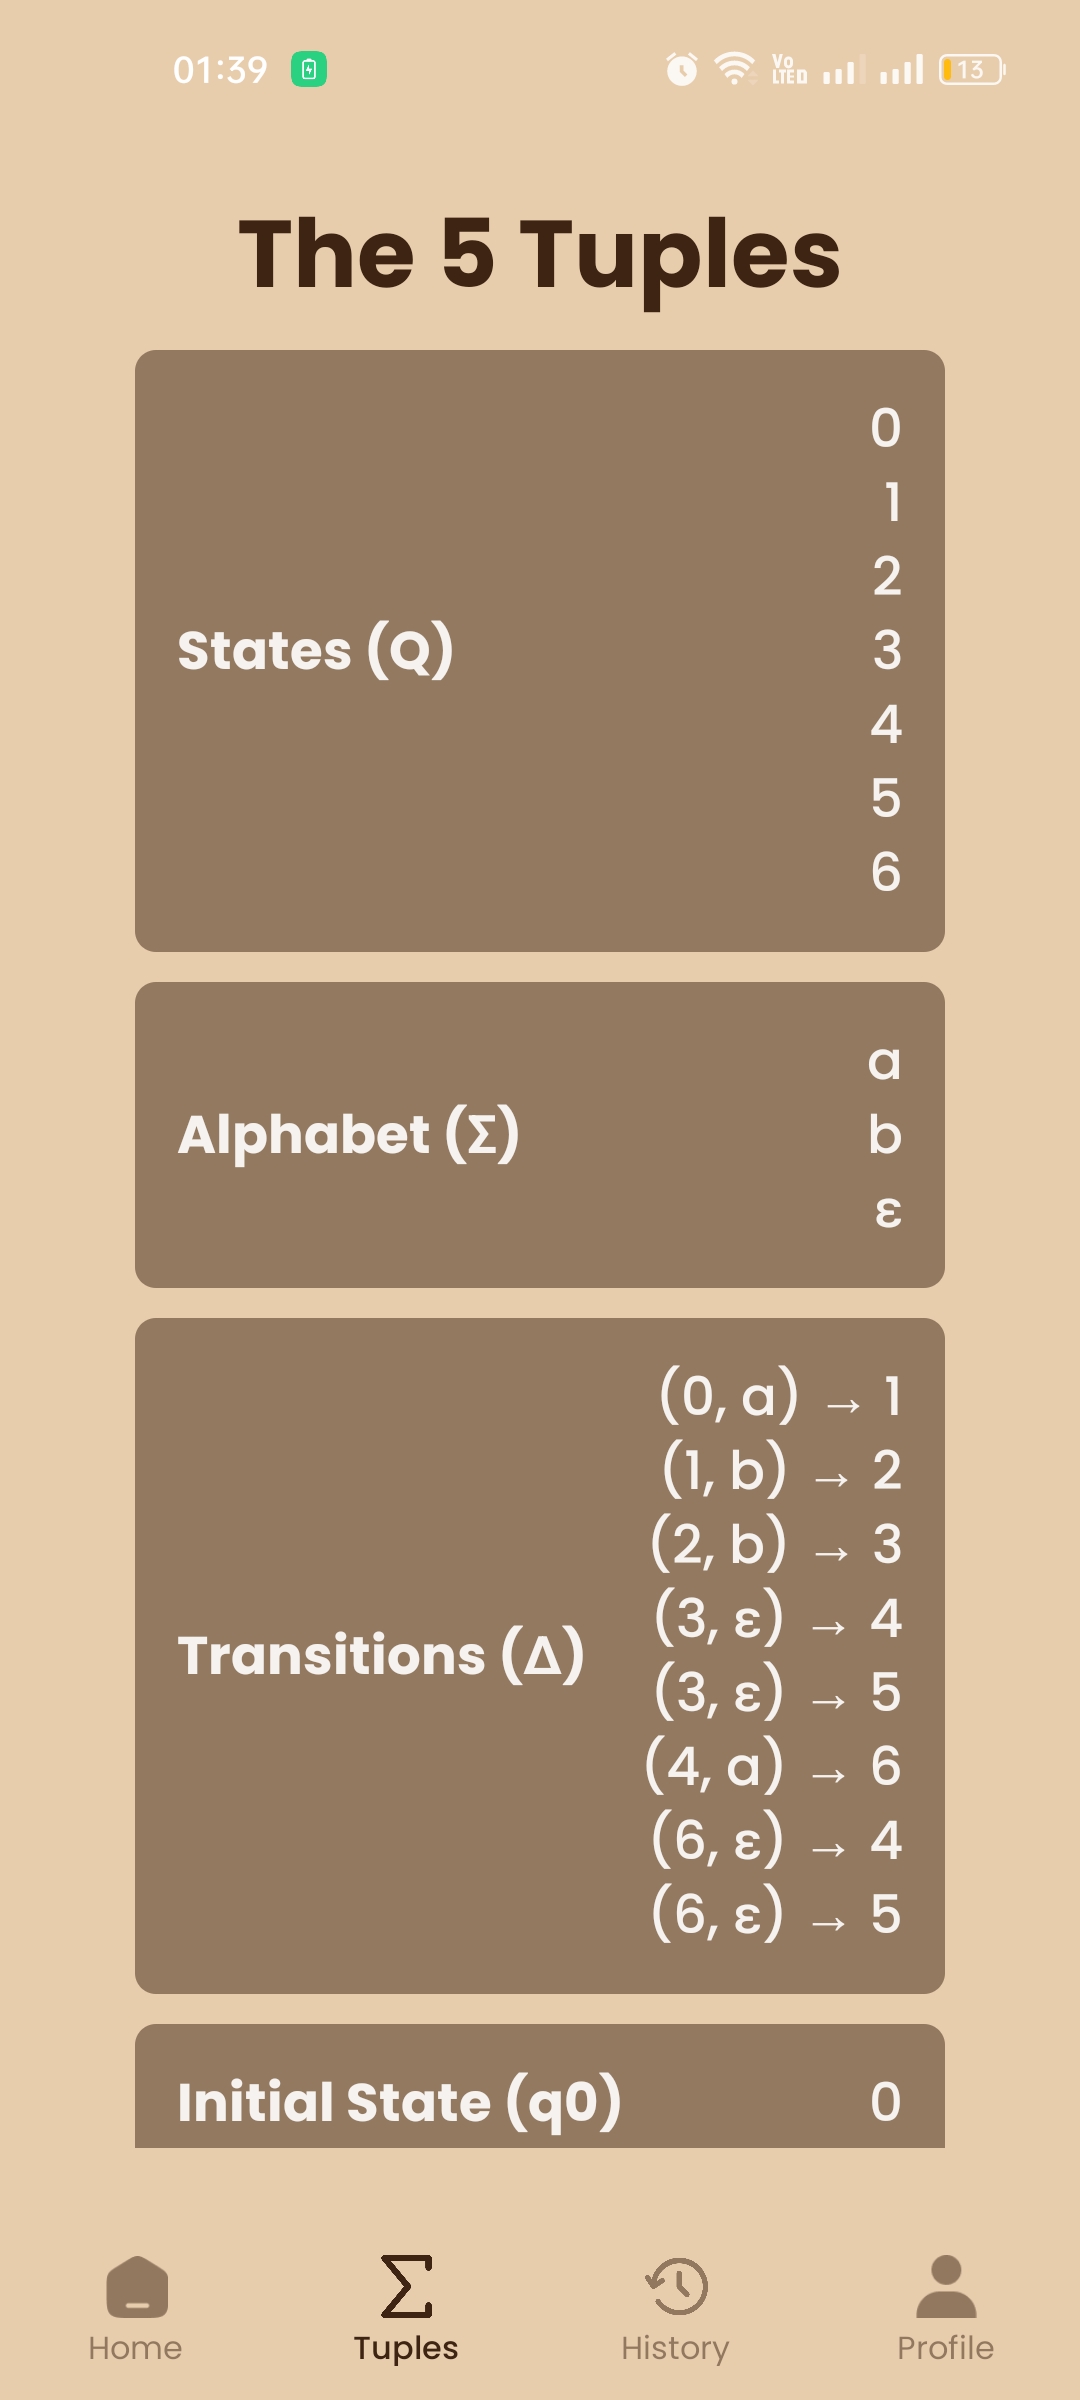 01:39
Vo LTE D
13
The 5 Tuples
States (Q)
0
1
2
3
4
5
6
Alphabet (Σ)
a
b
ε
Transitions (Δ)
(0, a) → 1
(1, b) → 2
(2, b) → 3
(3, ε) → 4
(3, ε) → 5
(4, a) → 6
(6, ε) → 4
(6, ε) → 5
Initial State (q0) 0
Home Tuples History Profile